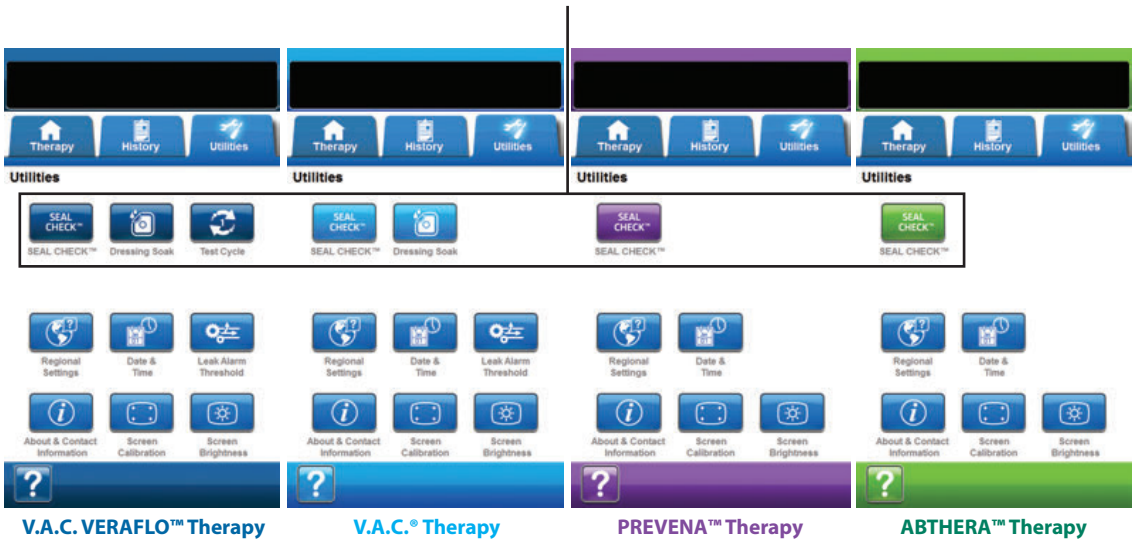 Therapy History Utilities Therapy History Utilities Therapy History Utilities Therapy History Utilities
Utilities Utilities Utilities Utilities
SEAL SEAL SEAL SEAL
CHECK™ 1 CHECK™ CHECK™ CHECK™
SEAL CHECK™ Dressing Soak Test Cycle SEAL CHECK™ Dressing Soak SEAL CHECK™ SEAL CHECK™
Regional Date & Leak Alarm Regional Date & Leak Alarm Regional Date & Regional Date &
Settings Time Threshold Settings Time Threshold Settings Time Settings Time
About & Contact Screen Screen About & Contact Screen Screen About & Contact Screen Screen About & Contact Screen Screen
Information Calibration Brightness Information Calibration Brightness Information Calibration Brightness Information Calibration Brightness
? ? ? ?
V.A.C. VERAFLO™ Therapy V.A.C.® Therapy PREVENA™ Therapy ABTHERA™ Therapy